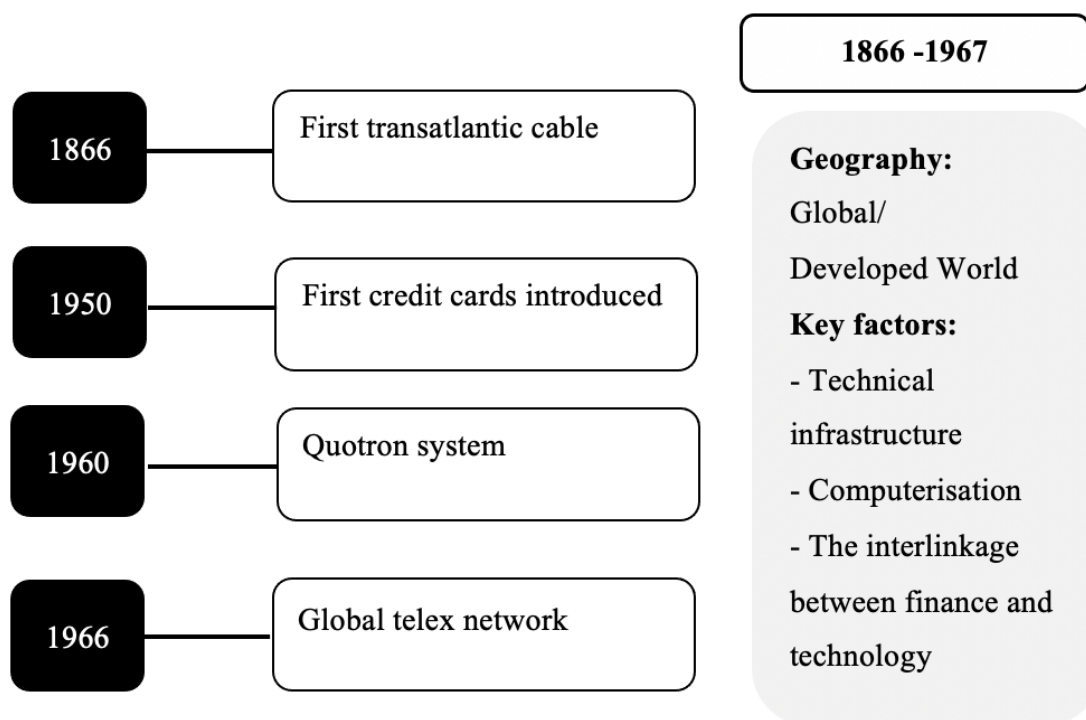 1866
First transatlantic cable
1950
First credit cards introduced
1960
Quotron system
1966
Global telex network
1866 -1967
Geography:
Global/
Developed World
Key factors:
- Technical
infrastructure
- Computerisation
- The interlinkage
between finance and
technology